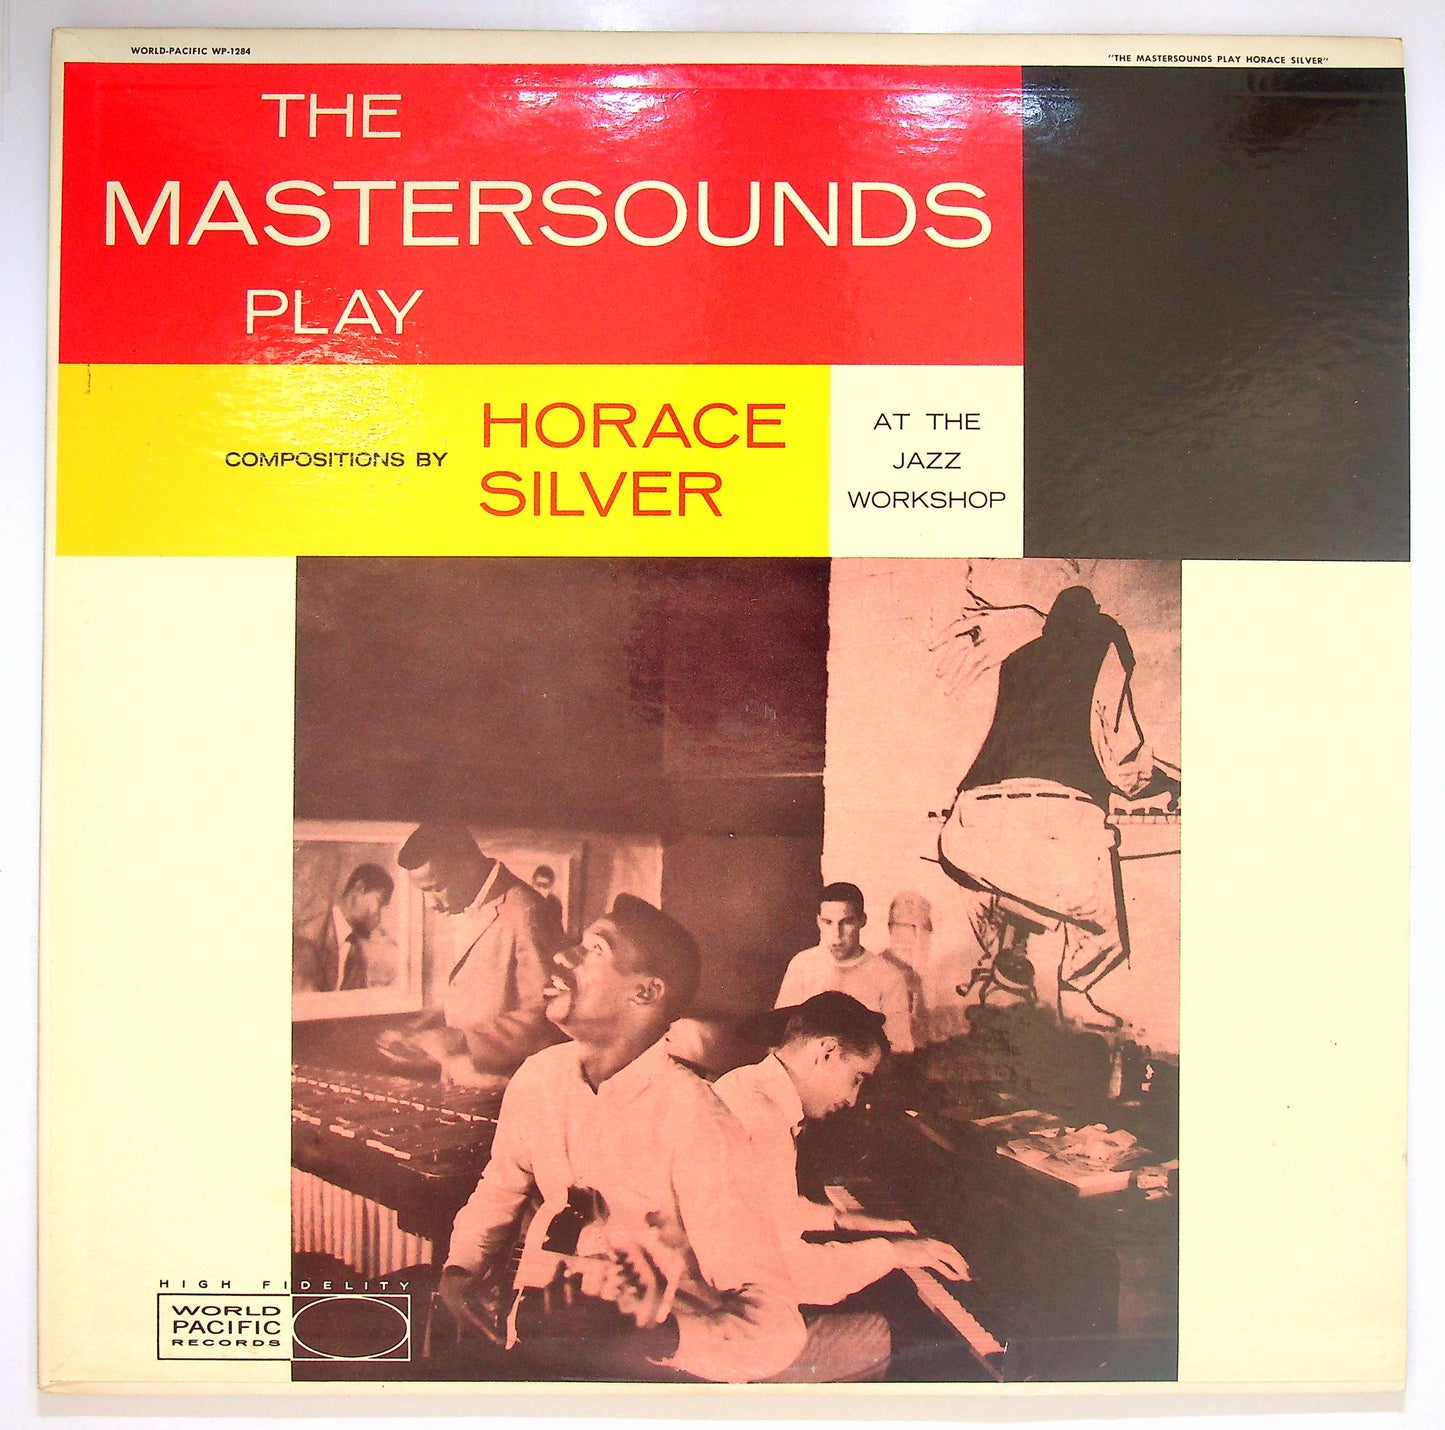 WORLD-PACIFIC WP-1284
"THE MASTERSOUNDS PLAY HORACE SILVER"
THE
MASTERSOUNDS
PLAY
COMPOSITIONS BY
HORACE
SILVER
AT THE
JAZZ
WORKSHOP
HIGH FIDELITY
WORLD
PACIFIC
RECORDS